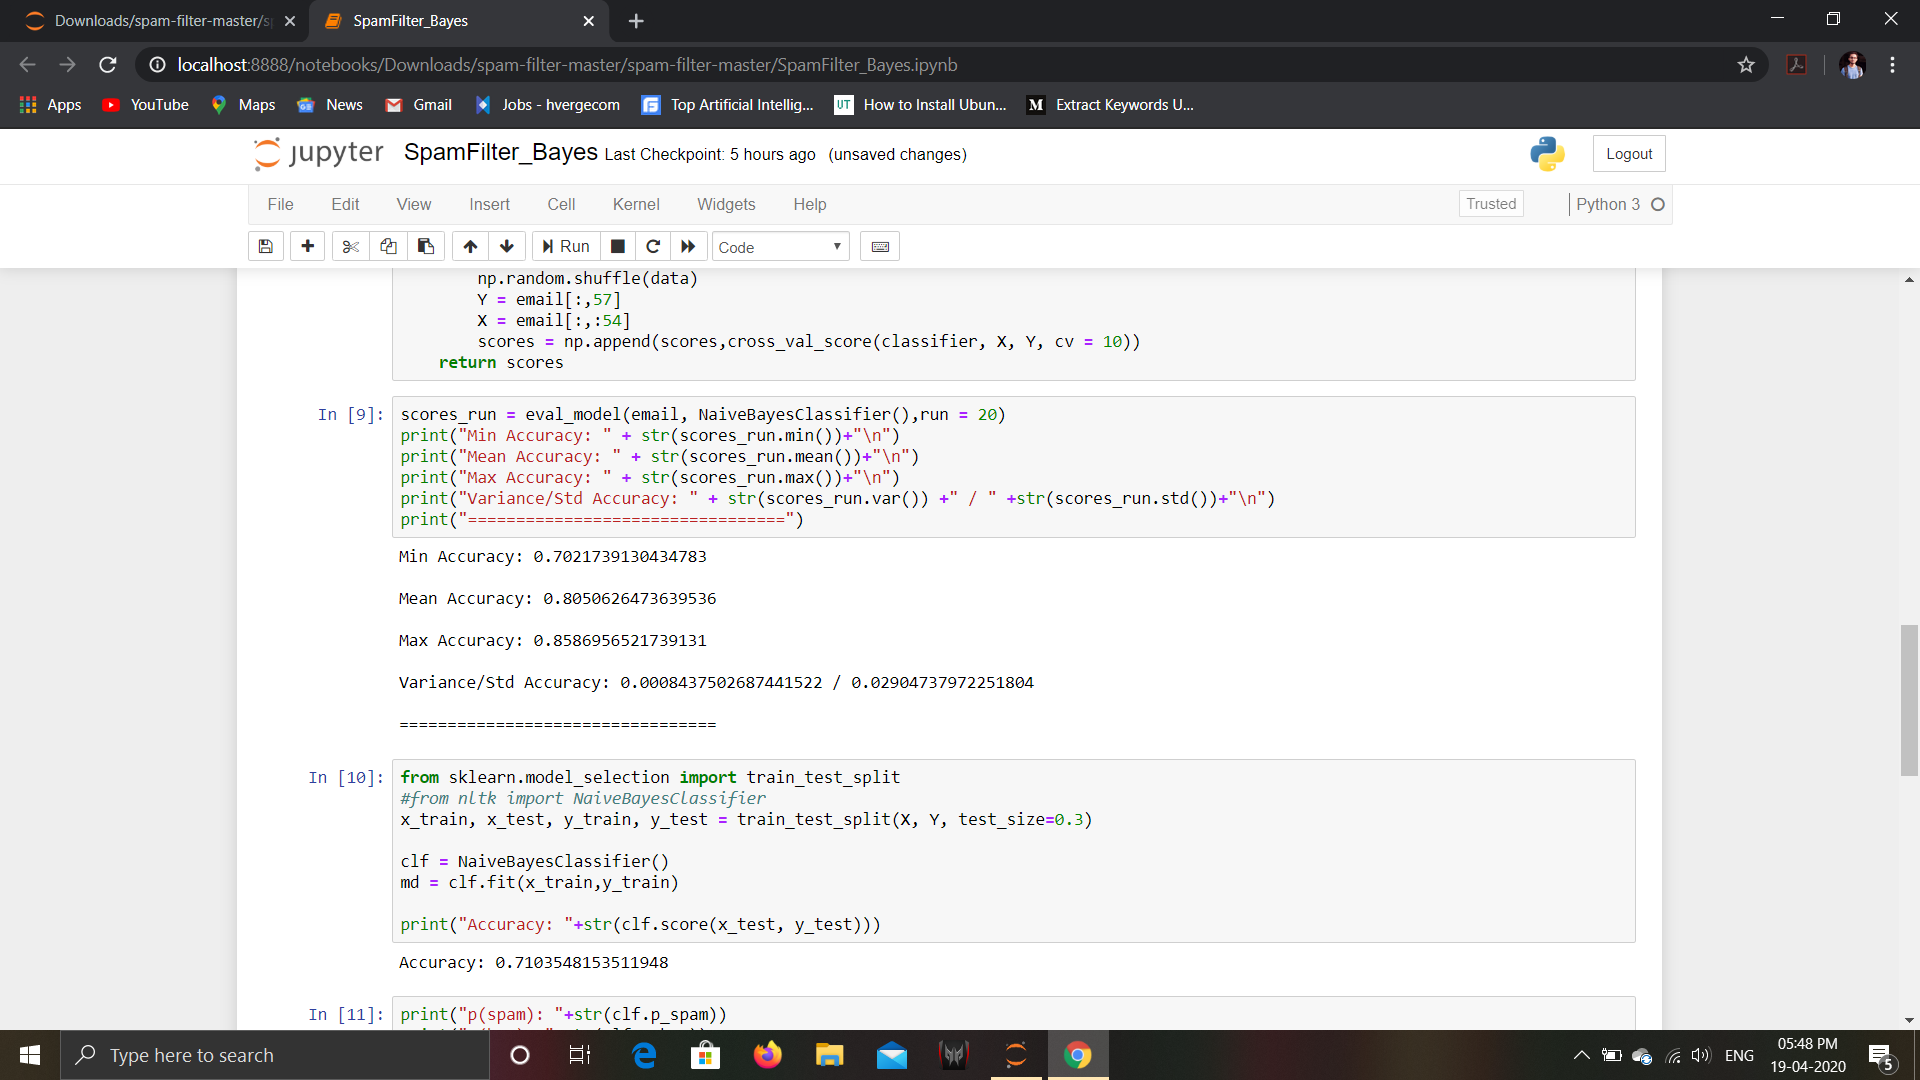 Downloads/spam-filter-master/s
SpamFilter_Bayes
localhost:8888/notebooks/Downloads/spam-filter-master/spam-filter-master/SpamFilter_Bayes.ipynb
Apps YouTube Maps News Gmail Jobs - hvergecom Top Artificial Intellig... How to Install Ubun... Extract Keywords U...
jupyter SpamFilter_Bayes Last Checkpoint: 5 hours ago (unsaved changes) Logout
File Edit View Insert Cell Kernel Widgets Help Trusted Python 3
Run Code
np.random.shuffle(data)
Y = email[:,57]
X = email[:,:54]
scores = np.append(scores,cross_val_score(classifier, X, Y, cv = 10))
return scores
In [9]: scores_run = eval_model(email, NaiveBayesClassifier(),run = 20)
print("Min Accuracy: " + str(scores_run.min())+"\n")
print("Mean Accuracy: " + str(scores_run.mean())+"\n")
print("Max Accuracy: " + str(scores_run.max())+"\n")
print("Variance/Std Accuracy: " + str(scores_run.var()) +" / " +str(scores_run.std())+"\n")
print("=================================")
Min Accuracy: 0.7021739130434783
Mean Accuracy: 0.8050626473639536
Max Accuracy: 0.8586956521739131
Variance/Std Accuracy: 0.0008437502687441522 / 0.02904737972251804
=================================
In [10]: from sklearn.model_selection import train_test_split
#from nltk import NaiveBayesClassifier
x_train, x_test, y_train, y_test = train_test_split(X, Y, test_size=0.3)
clf = NaiveBayesClassifier()
md = clf.fit(x_train,y_train)
print("Accuracy: "+str(clf.score(x_test, y_test)))
Accuracy: 0.7103548153511948
In [11]: print("p(spam): "+str(clf.p_spam))
Type here to search
ENG
05:48 PM
19-04-2020
5